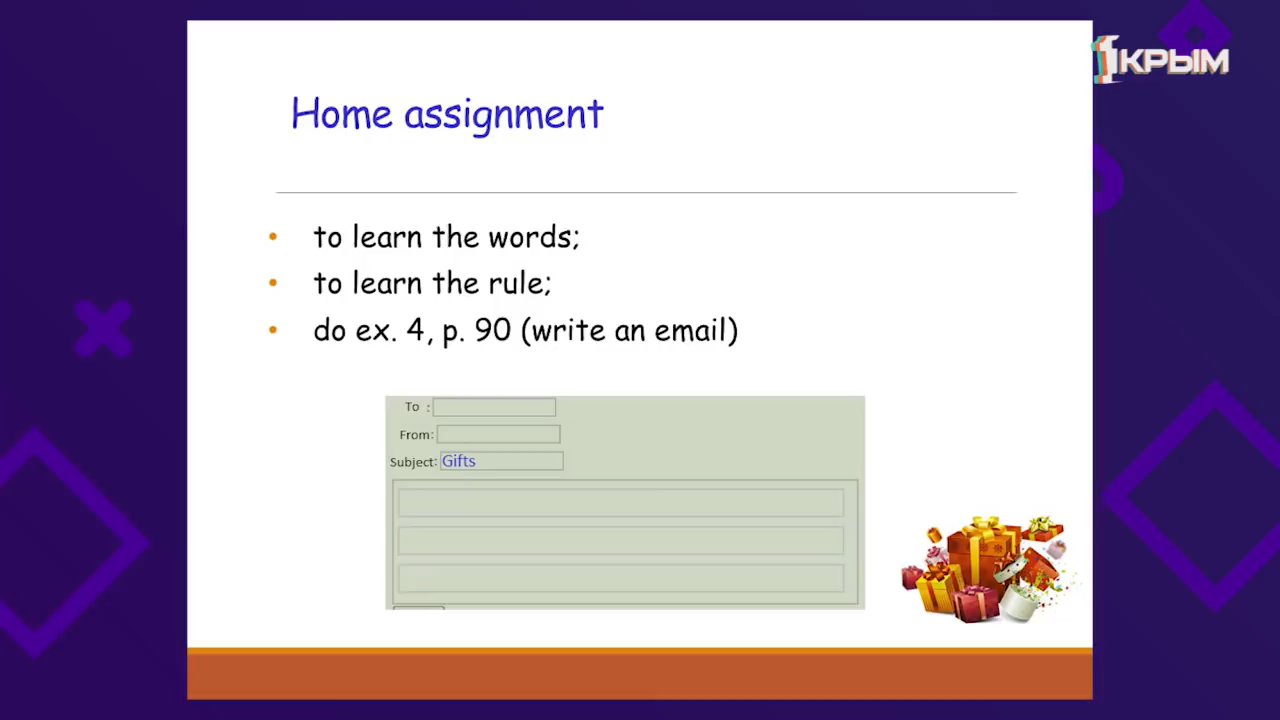 1КРЫМ
Home assignment
• to learn the words;
• to learn the rule;
• do ex. 4, p. 90 (write an email)
To :
From:
Subject: Gifts